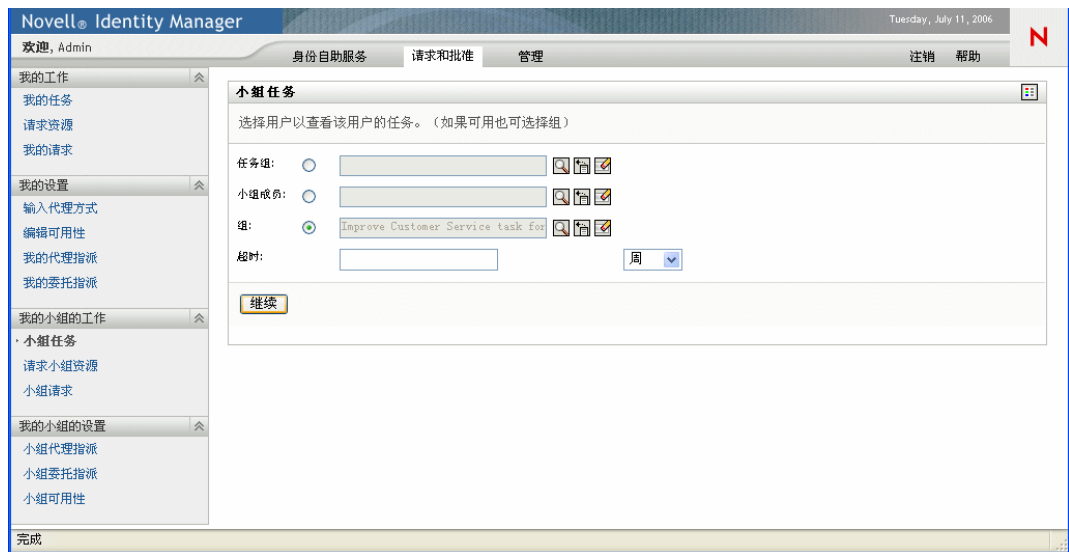 Novell® Identity Manager
Tuesday, July 11, 2006
N
欢迎, Admin
身份自助服务 请求和批准 管理 注销 帮助
我的工作
我的任务
请求资源
我的请求
我的设置
输入代理方式
编辑可用性
我的代理指派
我的委托指派
我的小组的工作
小组任务
请求小组资源
小组请求
我的小组的设置
小组代理指派
小组委托指派
小组可用性
小组任务
选择用户以查看该用户的任务。（如果可用也可选择组）
任务组:
小组成员:
组: Improve Customer Service task for
超时: 周
继续
完成